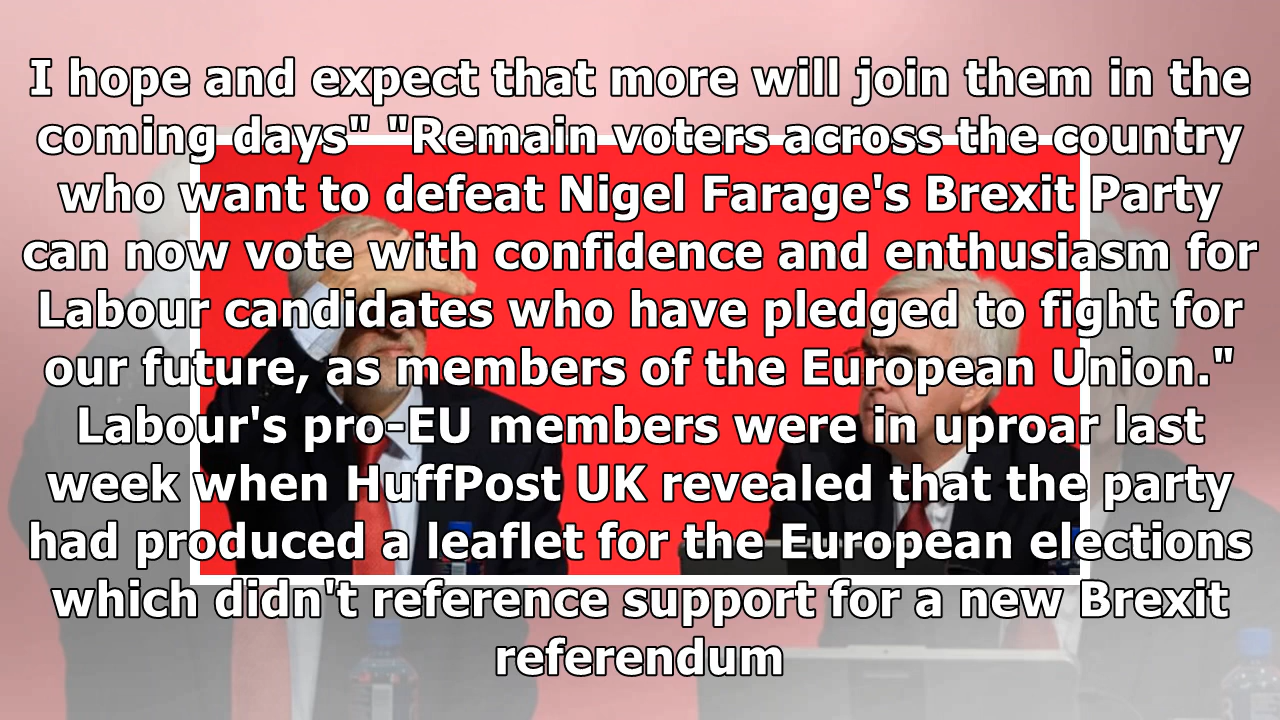 I hope and expect that more will join them in the
coming days" "Remain voters across the country
who want to defeat Nigel Farage's Brexit Party
can now vote with confidence and enthusiasm for
Labour candidates who have pledged to fight for
our future, as members of the European Union."
Labour's pro-EU members were in uproar last
week when HuffPost UK revealed that the party
had produced a leaflet for the European elections
which didn't reference support for a new Brexit
referendum